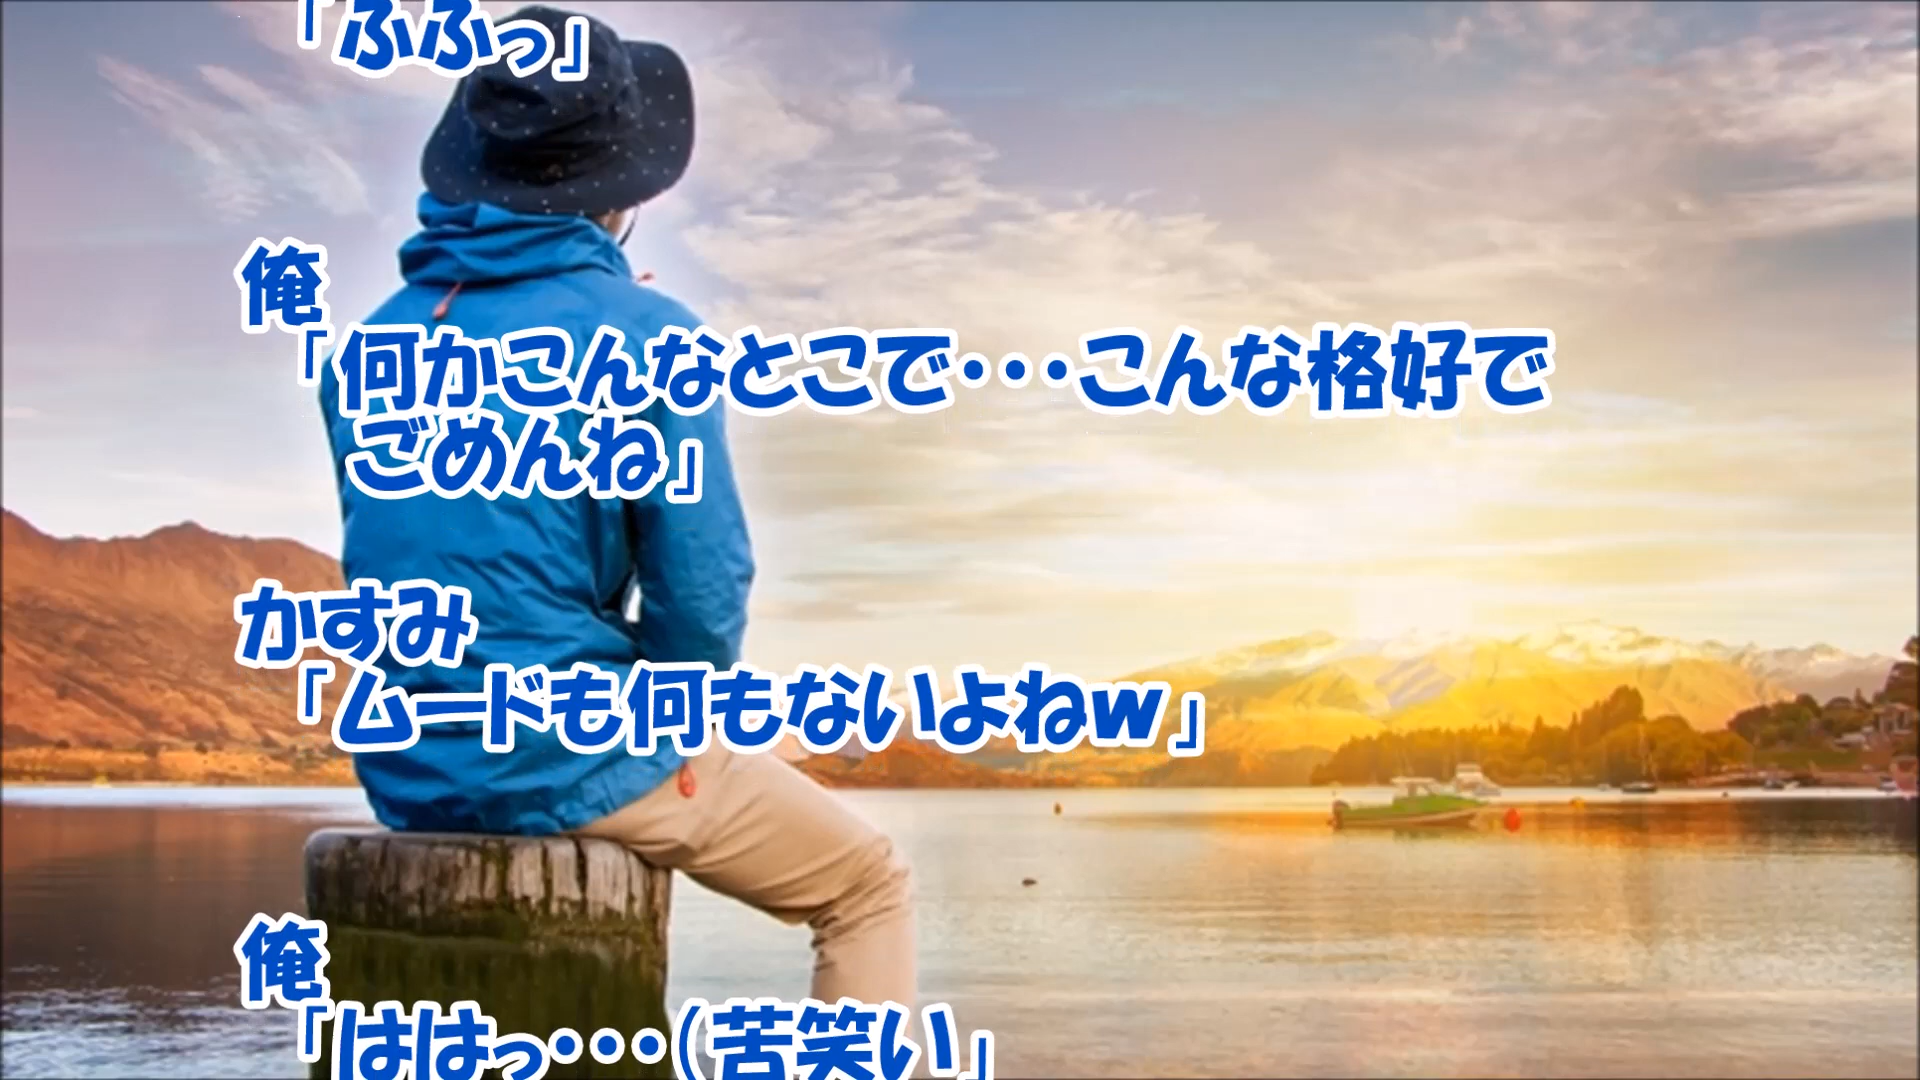 「ふふっ」
俺
「何かこんなとこで・・・こんな格好で
ごめんね」
かすみ
「ムードも何もないよねｗ」
俺
「ははっ・・・（苦笑い」